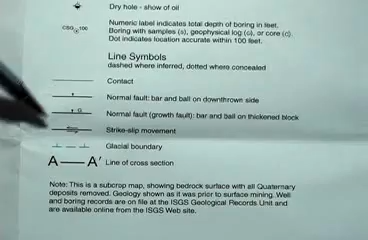 Dry hole - show of oil
CSG 100
Numeric label indicates total depth of boring in feet.
Boring with samples (s), geophysical log (g), or core (c).
Dot indicates location accurate within 100 feet.
Line Symbols
dashed where inferred, dotted where concealed
Contact
Normal fault: bar and ball on downthrown side
G
Normal fault (growth fault): bar and ball on thickened block
Strike-slip movement
Glacial boundary
A A′ Line of cross section
Note: This is a subcrop map, showing bedrock surface with all Quaternary
deposits removed. Geology shown as it was prior to surface mining. Well
and boring records are on file at the ISGS Geological Records Unit and
are available online from the ISGS Web site.